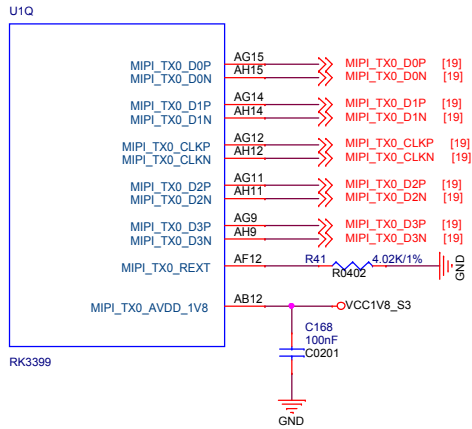 U1Q
MIPI_TX0_D0P AG15 MIPI_TX0_D0P [19]
MIPI_TX0_D0N AH15 MIPI_TX0_D0N [19]
MIPI_TX0_D1P AG14 MIPI_TX0_D1P [19]
MIPI_TX0_D1N AH14 MIPI_TX0_D1N [19]
MIPI_TX0_CLKP AG12 MIPI_TX0_CLKP [19]
MIPI_TX0_CLKN AH12 MIPI_TX0_CLKN [19]
MIPI_TX0_D2P AG11 MIPI_TX0_D2P [19]
MIPI_TX0_D2N AH11 MIPI_TX0_D2N [19]
MIPI_TX0_D3P AG9 MIPI_TX0_D3P [19]
MIPI_TX0_D3N AH9 MIPI_TX0_D3N [19]
MIPI_TX0_REXT AF12 R41 4.02K/1% GND
R0402
MIPI_TX0_AVDD_1V8 AB12 VCC1V8_S3
C168
100nF
C0201
RK3399
GND